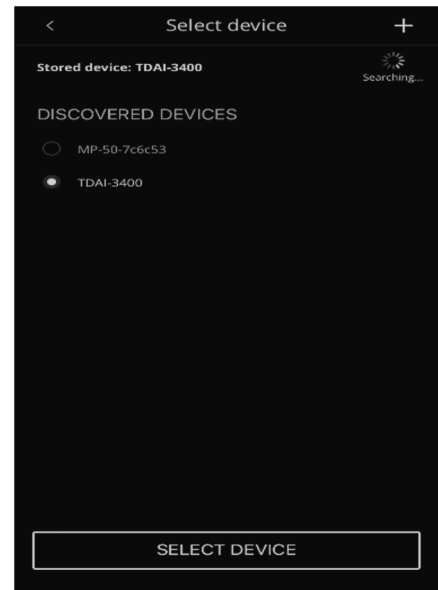 Select device
Stored device: TDAI-3400
Searching...
DISCOVERED DEVICES
MP-50-7c6c53
TDAI-3400
SELECT DEVICE